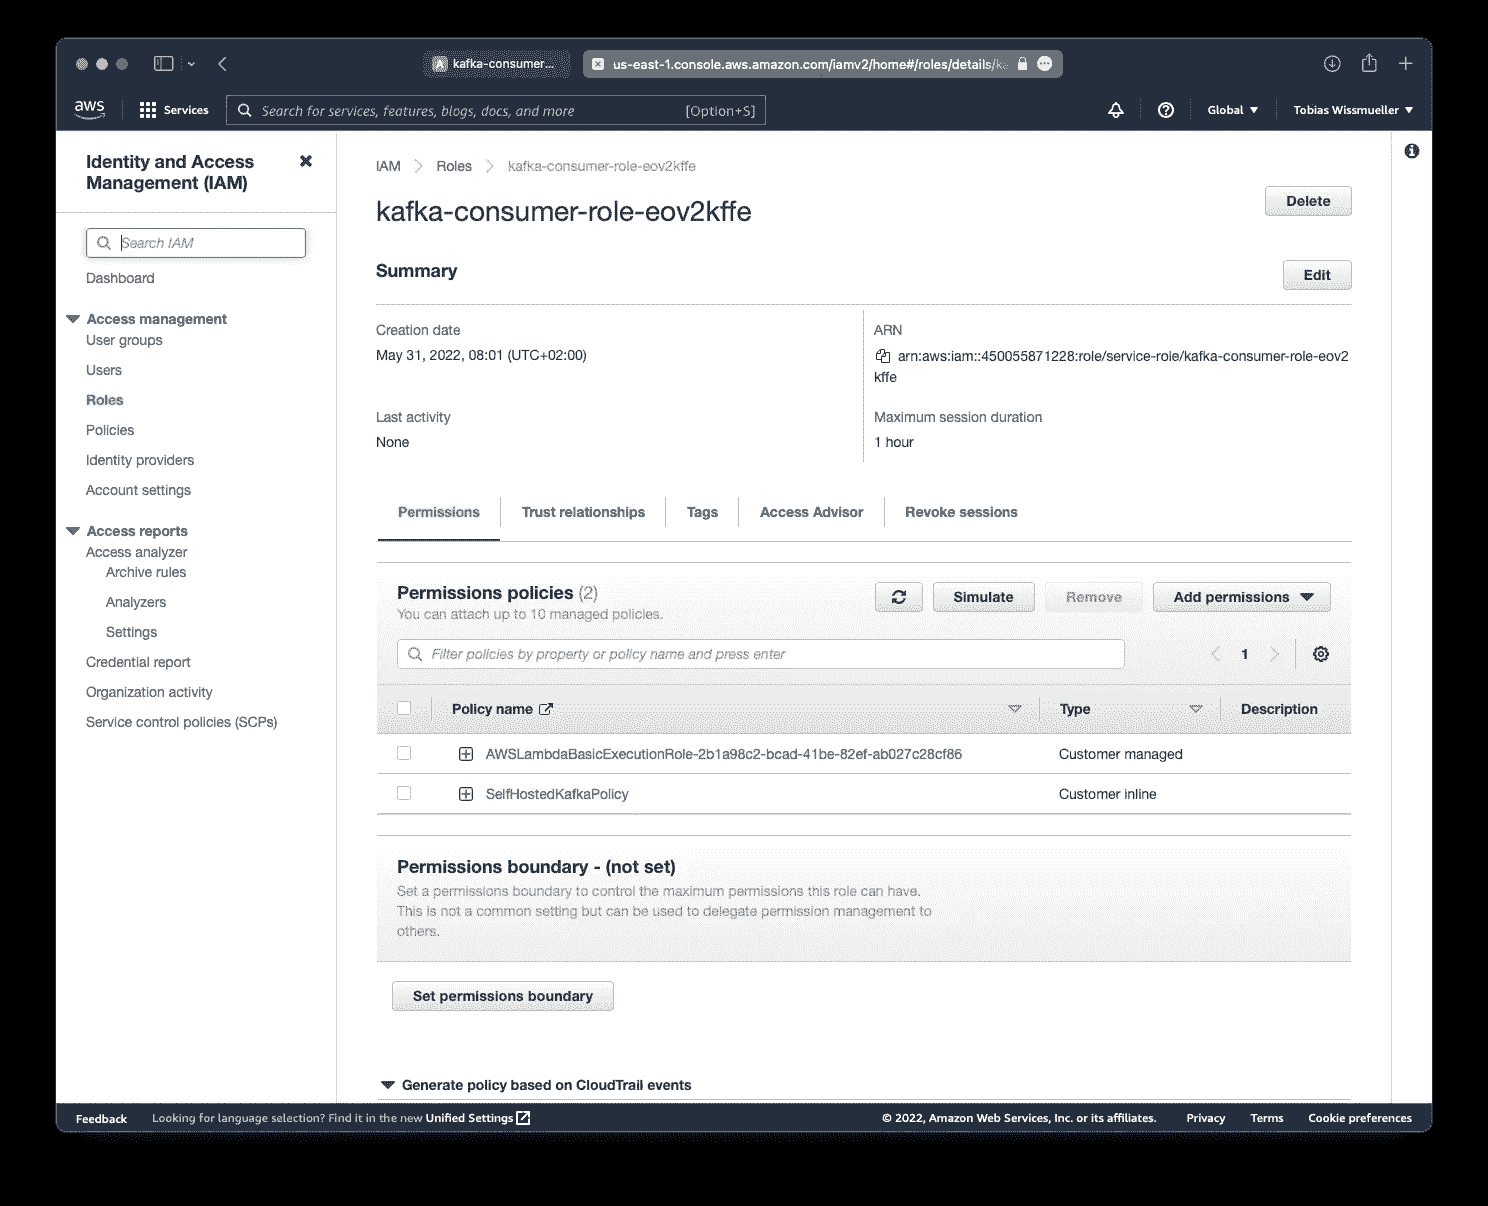 kafka-consumer...
us-east-1.console.aws.amazon.com/iamv2/home#/roles/details/k
aws
Services
Search for services, features, blogs, docs, and more
[Option+S]
Global
Tobias Wissmueller
Identity and Access
Management (IAM)
Search IAM
Dashboard
Access management
User groups
Users
Roles
Policies
Identity providers
Account settings
Access reports
Access analyzer
Archive rules
Analyzers
Settings
Credential report
Organization activity
Service control policies (SCPs)
IAM
Roles
kafka-consumer-role-eov2kffe
kafka-consumer-role-eov2kffe
Delete
Summary
Edit
Creation date
May 31, 2022, 08:01 (UTC+02:00)
ARN
arn:aws:iam::450055871228:role/service-role/kafka-consumer-role-eov2
kffe
Last activity
None
Maximum session duration
1 hour
Permissions
Trust relationships
Tags
Access Advisor
Revoke sessions
Permissions policies (2)
You can attach up to 10 managed policies.
Simulate
Remove
Add permissions
Filter policies by property or policy name and press enter
1
Policy name
Type
Description
AWSLambdaBasicExecutionRole-2b1a98c2-bcad-41be-82ef-ab027c28cf86
Customer managed
SelfHostedKafkaPolicy
Customer inline
Permissions boundary - (not set)
Set a permissions boundary to control the maximum permissions this role can have.
This is not a common setting but can be used to delegate permission management to
others.
Set permissions boundary
Generate policy based on CloudTrail events
Feedback
Looking for language selection? Find it in the new Unified Settings
© 2022, Amazon Web Services, Inc. or its affiliates.
Privacy
Terms
Cookie preferences